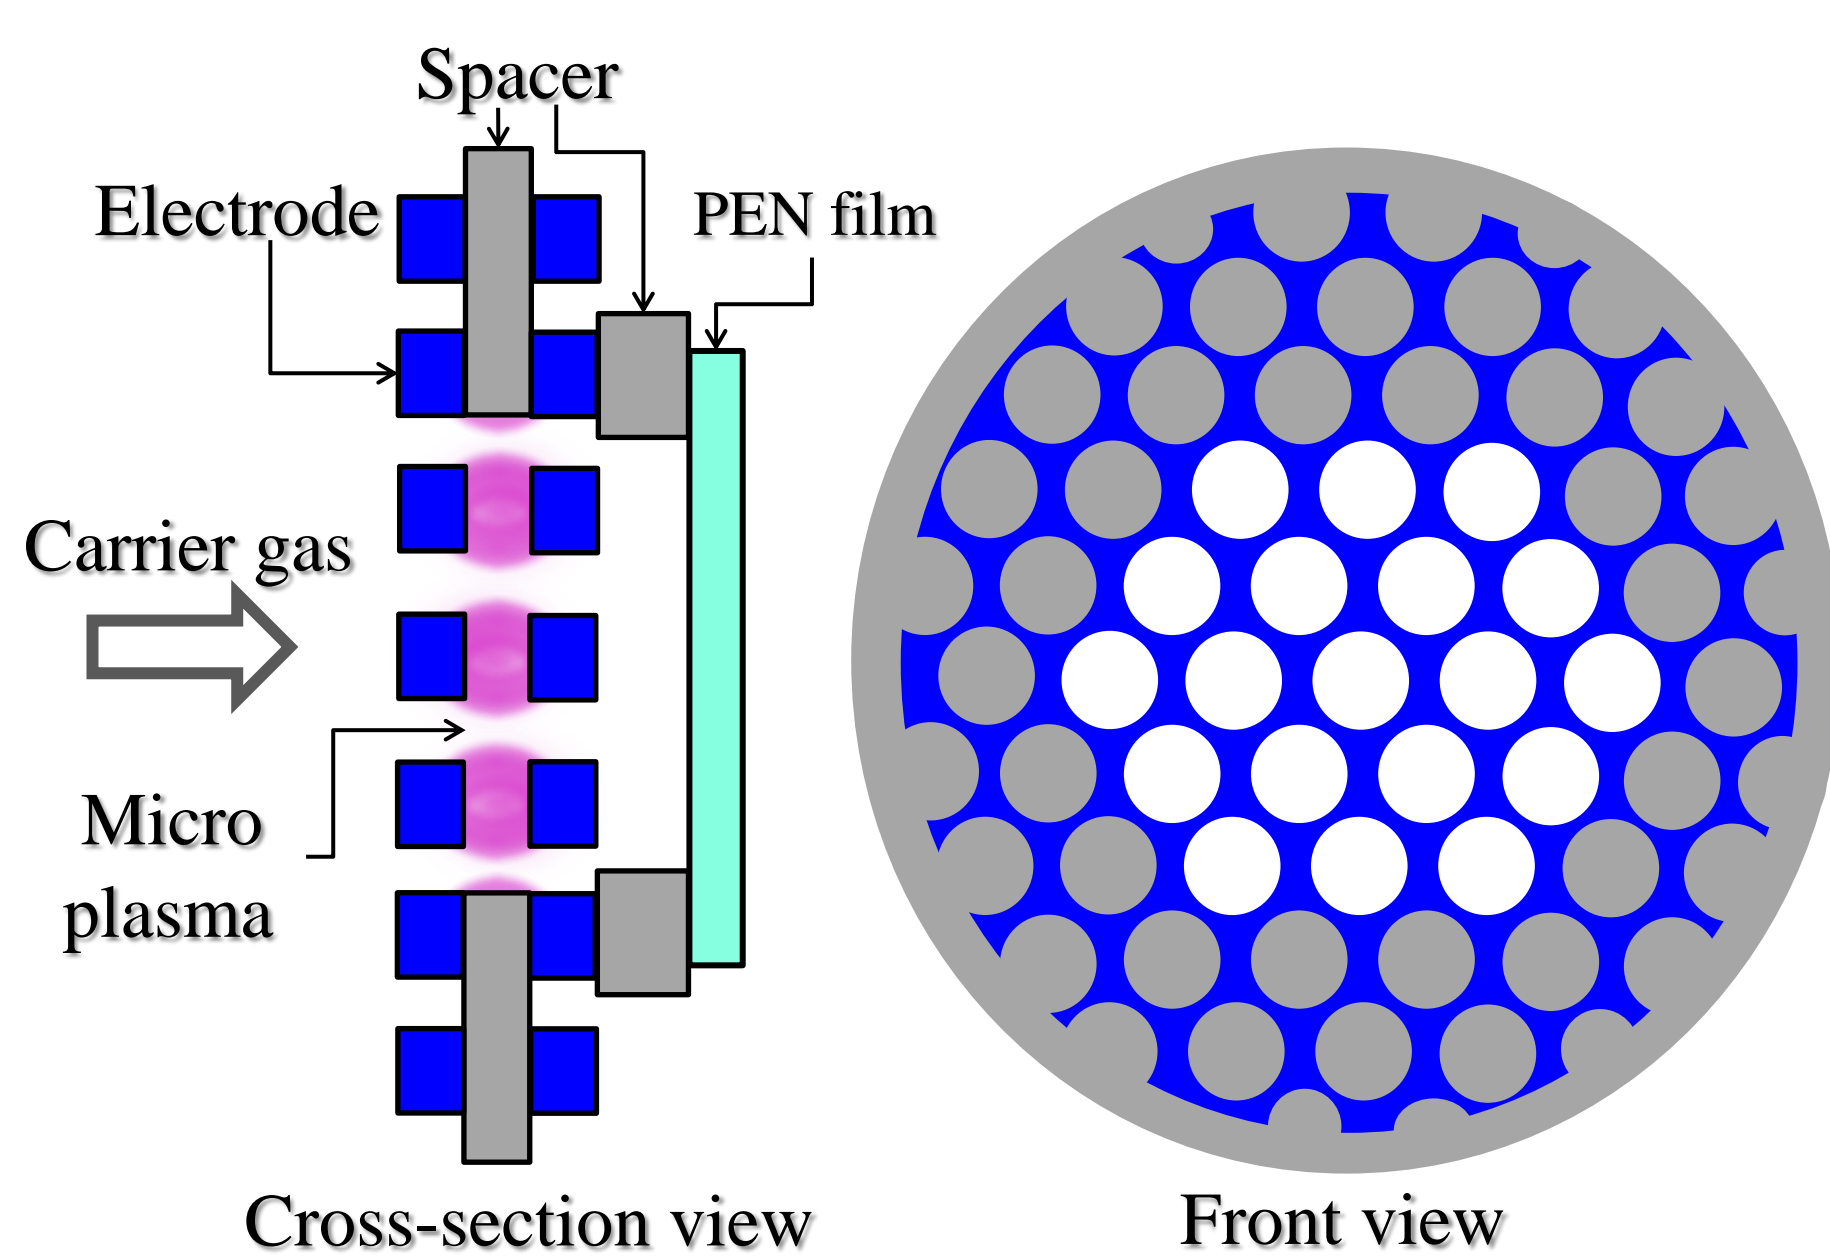 Spacer
Electrode
PEN film
Carrier gas
Micro
plasma
Cross-section view
Front view